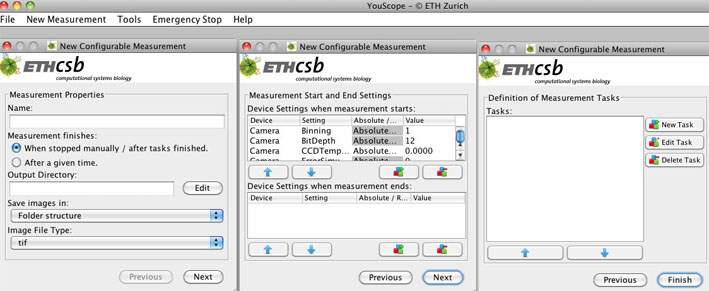 YouScope - © ETH Zurich
File New Measurement Tools Emergency Stop Help
New Configurable Measurement
ETHcsb
computational systems biology
Measurement Properties
Name:
Measurement finishes:
When stopped manually / after tasks finished.
After a given time.
Output Directory:
Edit
Save images in:
Folder structure
Image File Type:
tif
Previous Next
New Configurable Measurement
ETHcsb
computational systems biology
Measurement Start and End Settings
Device Settings when measurement starts:
Device Setting Absolute /... Value
Camera Binning Absolute... 1
Camera BitDepth Absolute... 12
Camera CCDTemp... Absolute... 0.0000
Camera ErrorSimu Absolute... 0
Device Settings when measurement ends:
Device Setting Absolute / R... Value
Previous Next
New Configurable Measurement
ETHcsb
computational systems biology
Definition of Measurement Tasks
Tasks:
New Task
Edit Task
Delete Task
Previous Finish